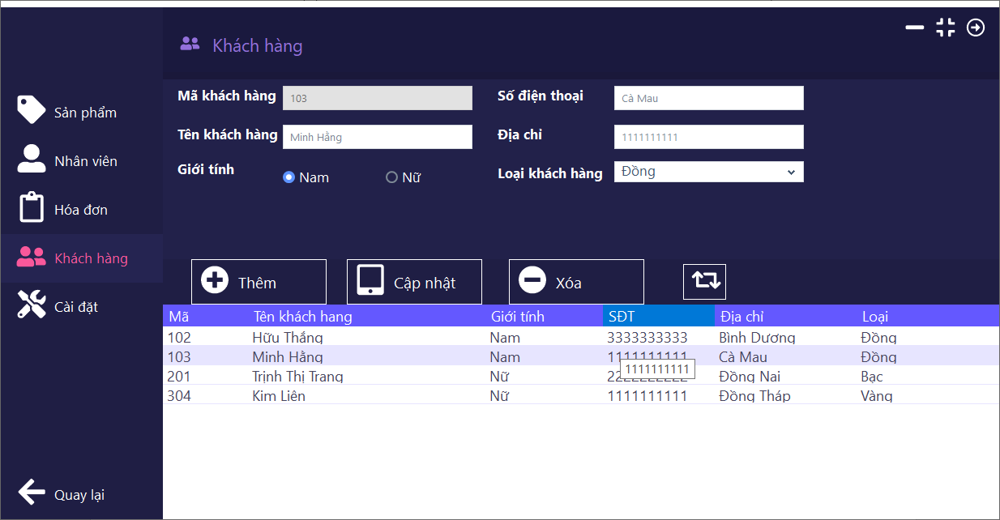 Khách hàng
Sản phẩm
Nhân viên
Hóa đơn
Khách hàng
Cài đặt
Quay lại
Mã khách hàng 103
Số điện thoại Cà Mau
Tên khách hàng Minh Hằng
Địa chỉ 1111111111
Giới tính Nam Nữ
Loại khách hàng Đồng
Thêm Cập nhật Xóa
Mã Tên khách hang Giới tính SĐT Địa chỉ Loại
102 Hữu Thắng Nam 3333333333 Bình Dương Đồng
103 Minh Hằng Nam 1111111111 Cà Mau Đồng
1111111111
201 Trịnh Thị Trang Nữ 2222222222 Đồng Nai Bạc
304 Kim Liên Nữ 1111111111 Đồng Tháp Vàng